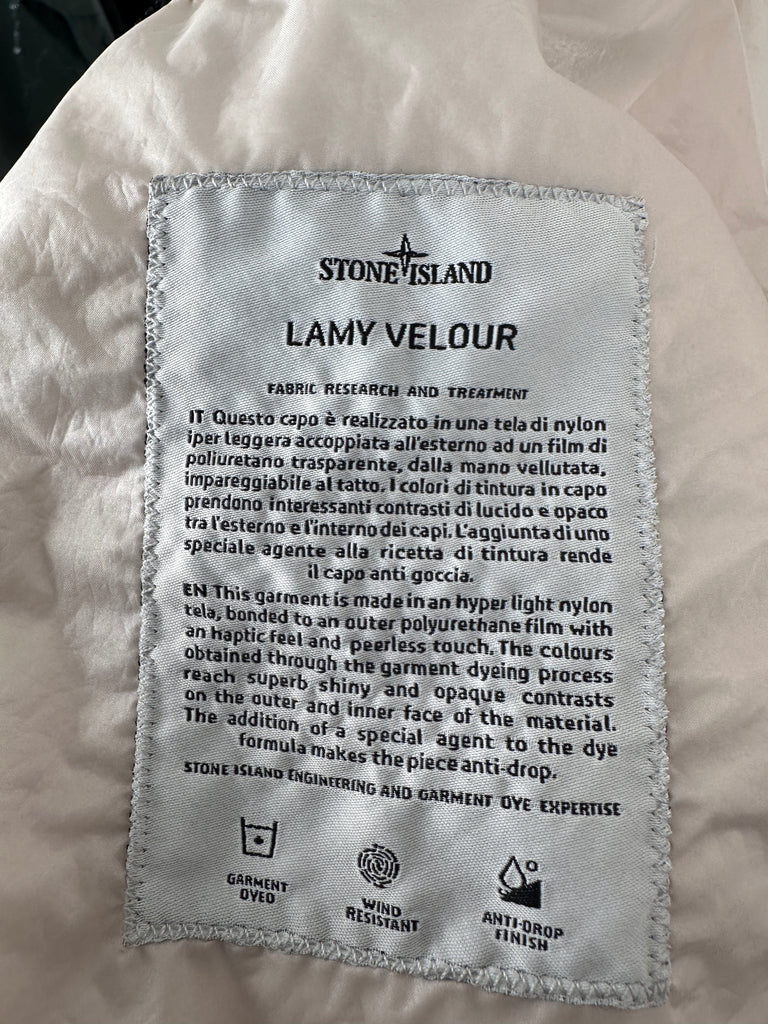 STONE ISLAND
LAMY VELOUR
FABRIC RESEARCH AND TREATMENT
IT Questo capo è realizzato in una tela di nylon
iper leggera accoppiata all'esterno ad un film di
poliuretano trasparente, dalla mano vellutata,
impareggiabile al tatto. I colori di tintura in capo
prendono interessanti contrasti di lucido e opaco
tra l'esterno e l'interno dei capi. L'aggiunta di uno
speciale agente alla ricetta di tintura rende
il capo anti goccia.
EN This garment is made in an hyper light nylon
tela, bonded to an outer polyurethane film with
an haptic feel and peerless touch. The colours
obtained through the garment dyeing process
reach superb shiny and opaque contrasts
on the outer and inner face of the material.
The addition of a special agent to the dye
formula makes the piece anti-drop.
STONE ISLAND ENGINEERING AND GARMENT DYE EXPERTISE
GARMENT
DYED
WIND
RESISTANT
ANTI-DROP
FINISH